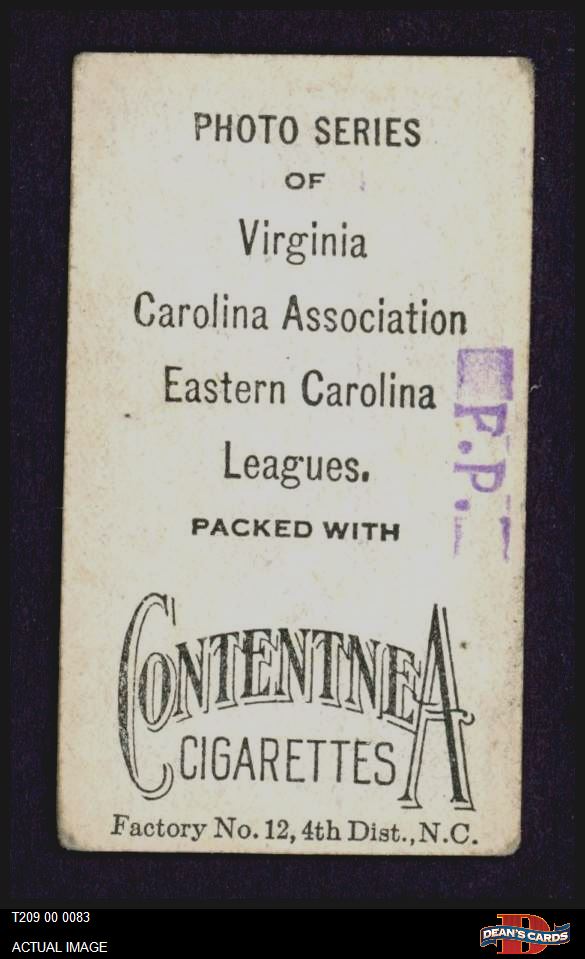 PHOTO SERIES
OF
Virginia
Carolina Association
Eastern Carolina
Leagues.
PACKED WITH
CONTENTNEA
CIGARETTES
Factory No. 12, 4th Dist., N.C.
F.P.
T209 00 0083
ACTUAL IMAGE
D
DEAN'S CARDS